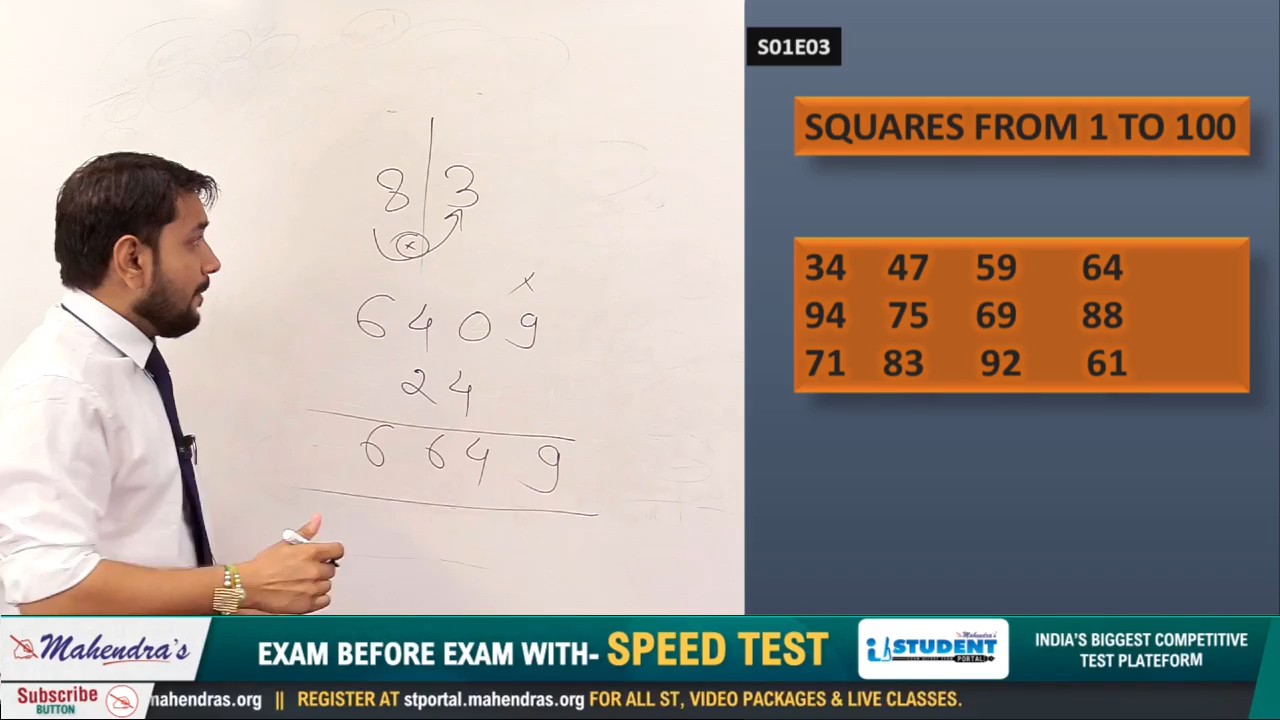 8 3
x
x
6 4 0 9
2 4
6 6 4 9
S01E03
SQUARES FROM 1 TO 100
34 47 59 64
94 75 69 88
71 83 92 61
Mahendra's
EXAM BEFORE EXAM WITH- SPEED TEST
Mahendra's
STUDENT
PORTAL
INDIA'S BIGGEST COMPETITIVE
TEST PLATEFORM
Subscribe
BUTTON
mahendras.org || REGISTER AT stportal.mahendras.org FOR ALL ST, VIDEO PACKAGES & LIVE CLASSES.